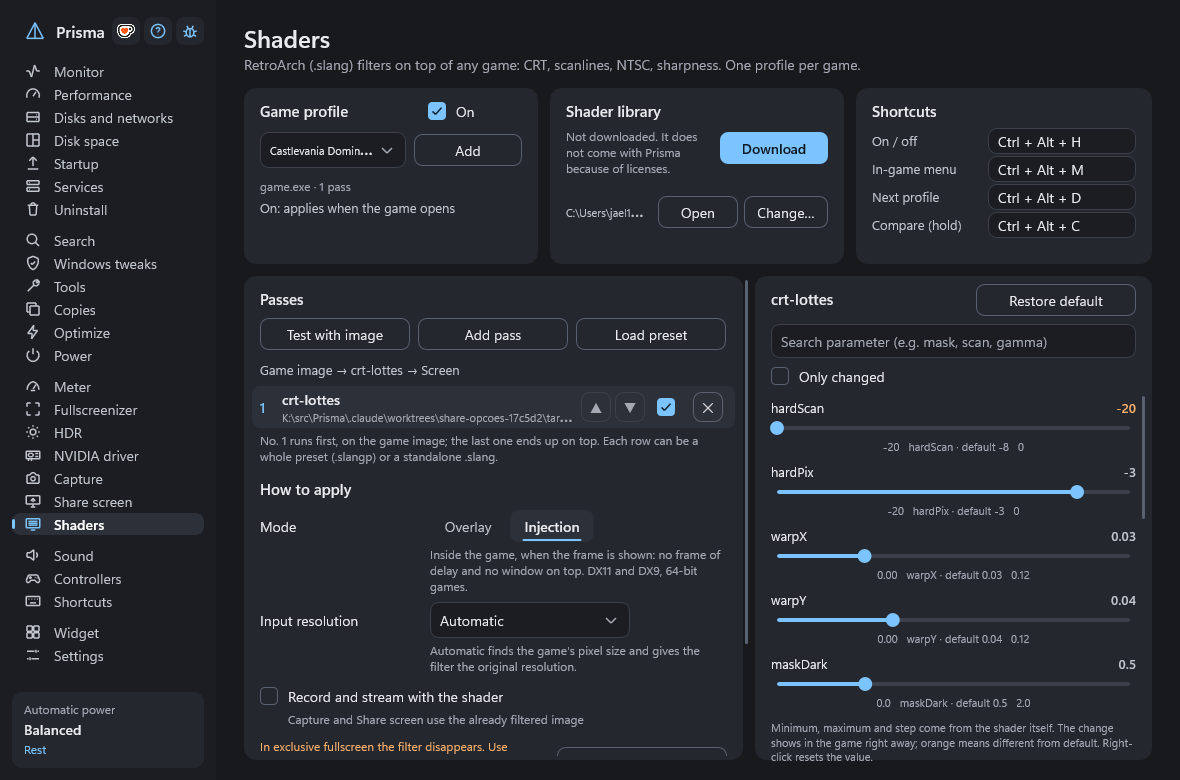 Prisma
Monitor
Performance
Disks and networks
Disk space
Startup
Services
Uninstall
Search
Windows tweaks
Tools
Copies
Optimize
Power
Meter
Fullscreenizer
HDR
NVIDIA driver
Capture
Share screen
Shaders
Sound
Controllers
Shortcuts
Widget
Settings
Automatic power
Balanced
Rest
Shaders
RetroArch (.slang) filters on top of any game: CRT, scanlines, NTSC, sharpness. One profile per game.
Game profile
On
Castlevania Domin...
Add
game.exe · 1 pass
On: applies when the game opens
Shader library
Not downloaded. It does
not come with Prisma
because of licenses.
Download
C:\Users\jael1...
Open
Change...
Shortcuts
On / off
Ctrl + Alt + H
In-game menu
Ctrl + Alt + M
Next profile
Ctrl + Alt + D
Compare (hold)
Ctrl + Alt + C
Passes
Test with image
Add pass
Load preset
Game image → crt-lottes → Screen
1
crt-lottes
K:\src\Prisma\.claude\worktrees\share-opcoes-17c5d2\tar...
No. 1 runs first, on the game image; the last one ends up on top. Each row can be a
whole preset (.slangp) or a standalone .slang.
How to apply
Mode
Overlay
Injection
Inside the game, when the frame is shown: no frame of
delay and no window on top. DX11 and DX9, 64-bit
games.
Input resolution
Automatic
Automatic finds the game's pixel size and gives the
filter the original resolution.
Record and stream with the shader
Capture and Share screen use the already filtered image
In exclusive fullscreen the filter disappears. Use
crt-lottes
Restore default
Search parameter (e.g. mask, scan, gamma)
Only changed
hardScan
-20
-20 hardScan · default -8 0
hardPix
-3
-20 hardPix · default -3 0
warpX
0.03
0.00 warpX · default 0.03 0.12
warpY
0.04
0.00 warpY · default 0.04 0.12
maskDark
0.5
0.0 maskDark · default 0.5 2.0
Minimum, maximum and step come from the shader itself. The change
shows in the game right away; orange means different from default. Right-
click resets the value.